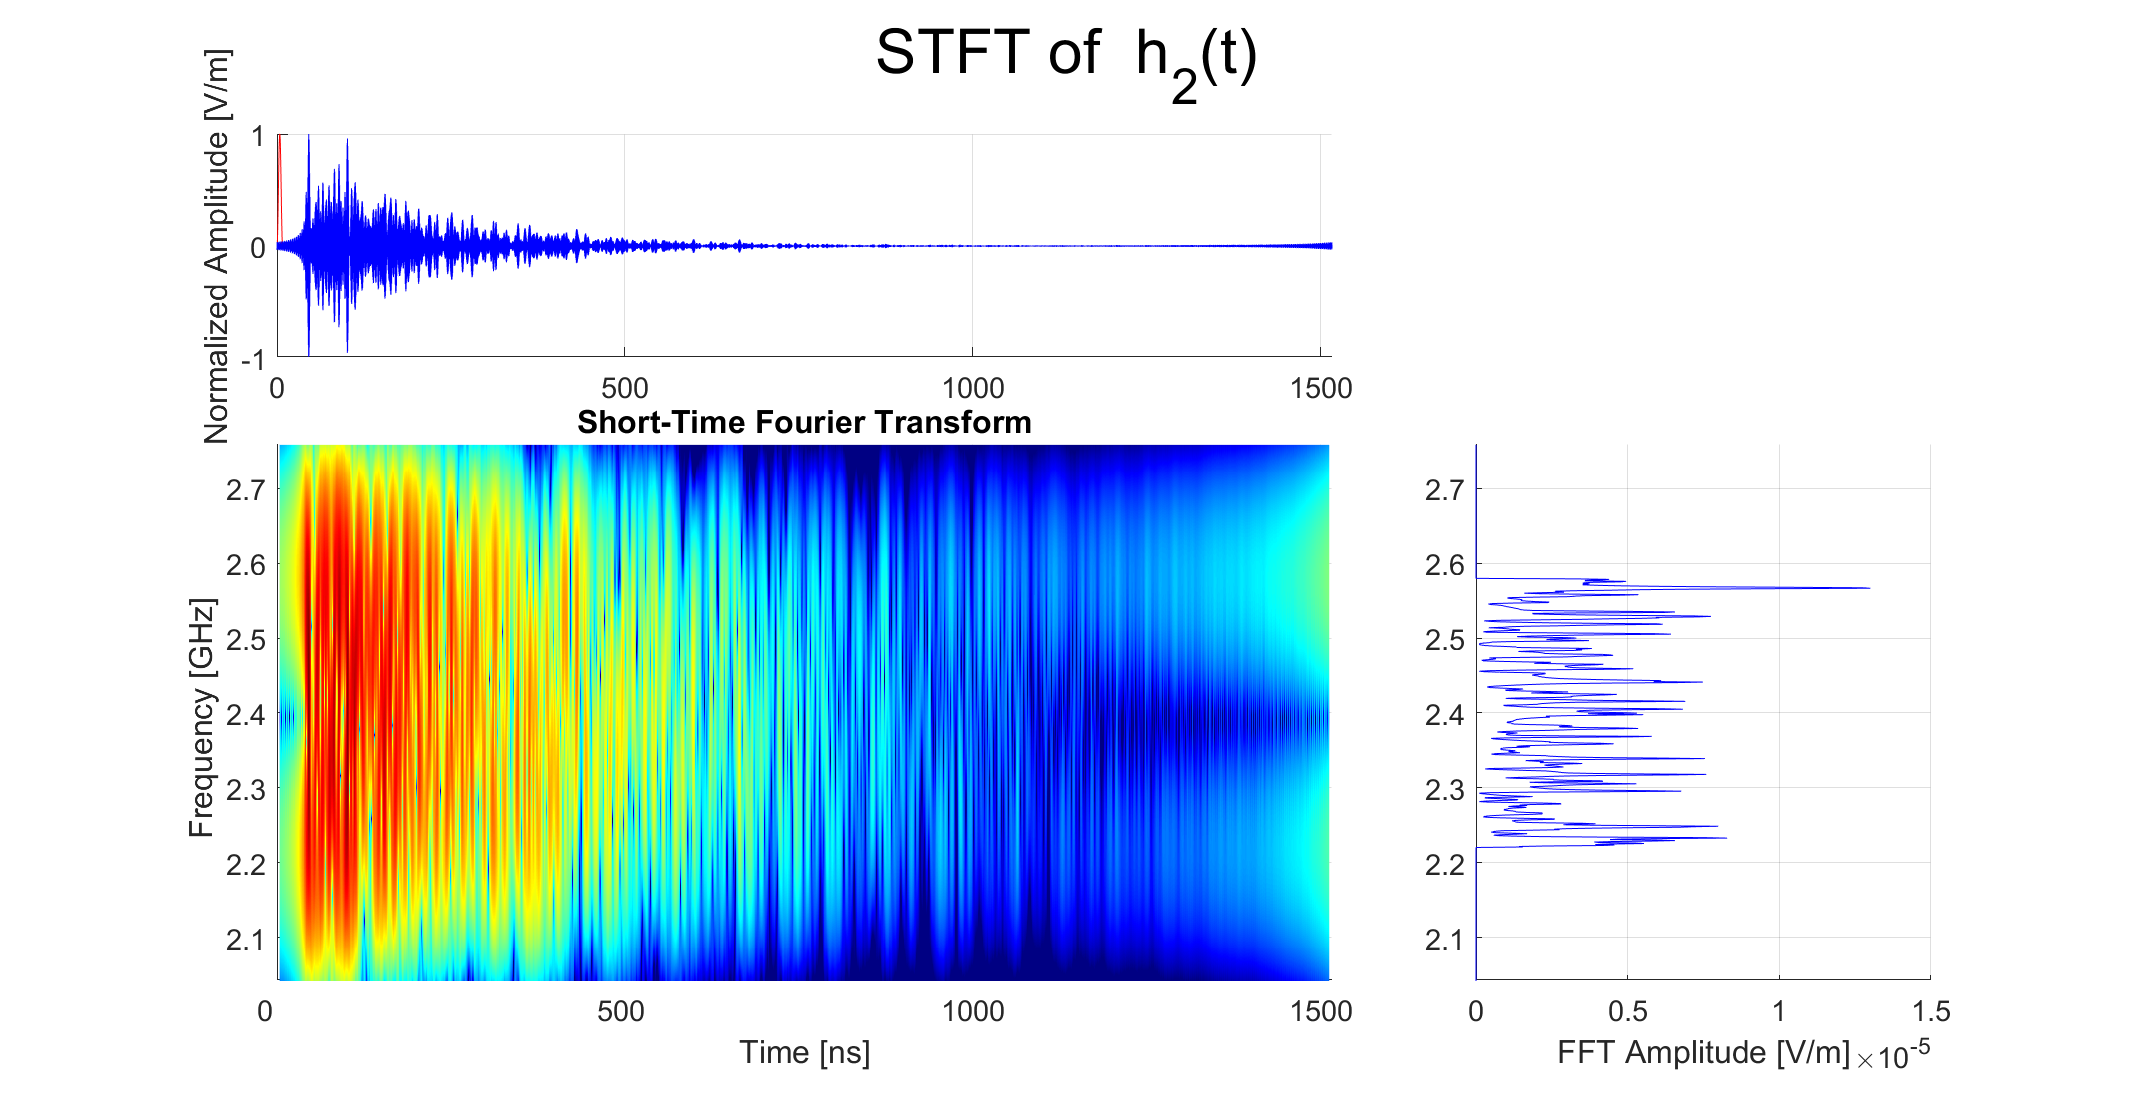 STFT of h₂(t)
Normalized Amplitude [V/m]
1
0
-1
0 500 1000 1500
Short-Time Fourier Transform
Frequency [GHz]
2.7
2.6
2.5
2.4
2.3
2.2
2.1
0 500 1000 1500
Time [ns]
2.7
2.6
2.5
2.4
2.3
2.2
2.1
0 0.5 1 1.5
FFT Amplitude [V/m] ×10⁻⁵